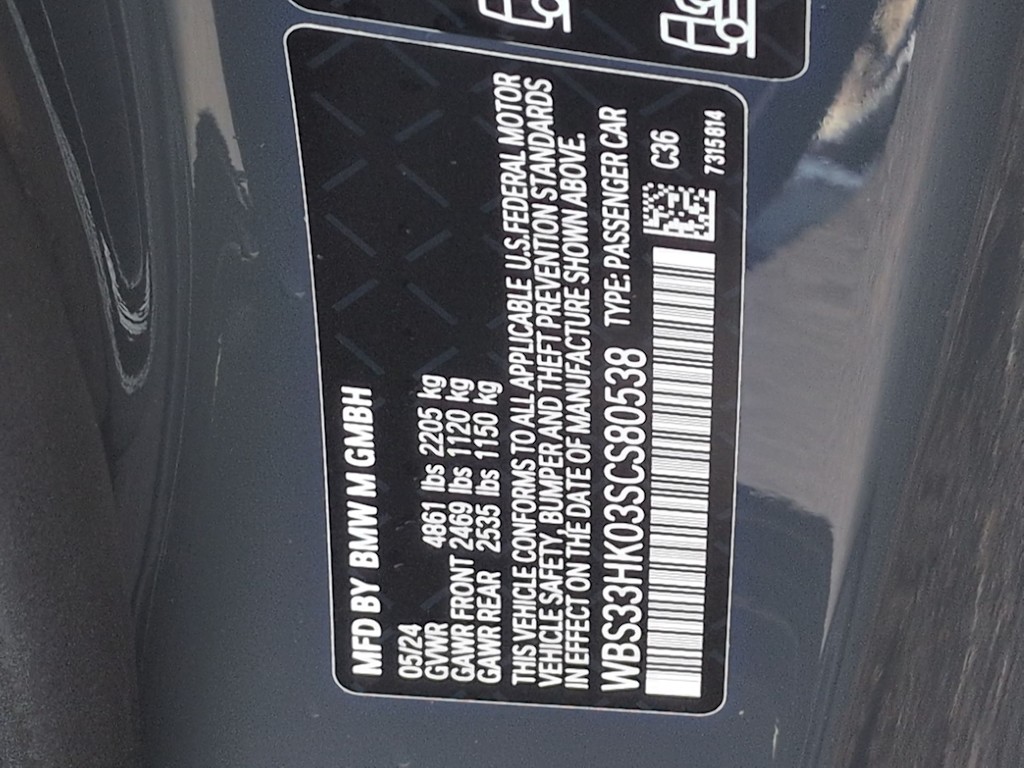 MFD BY BMW M GMBH
05/24
GVWR 4861 lbs 2205 kg
GAWR FRONT 2469 lbs 1120 kg
GAWR REAR 2535 lbs 1150 kg
THIS VEHICLE CONFORMS TO ALL APPLICABLE U.S.FEDERAL MOTOR
VEHICLE SAFETY, BUMPER AND THEFT PREVENTION STANDARDS
IN EFFECT ON THE DATE OF MANUFACTURE SHOWN ABOVE.
WBS33HK03SCS80538 TYPE: PASSENGER CAR
C36
7315814